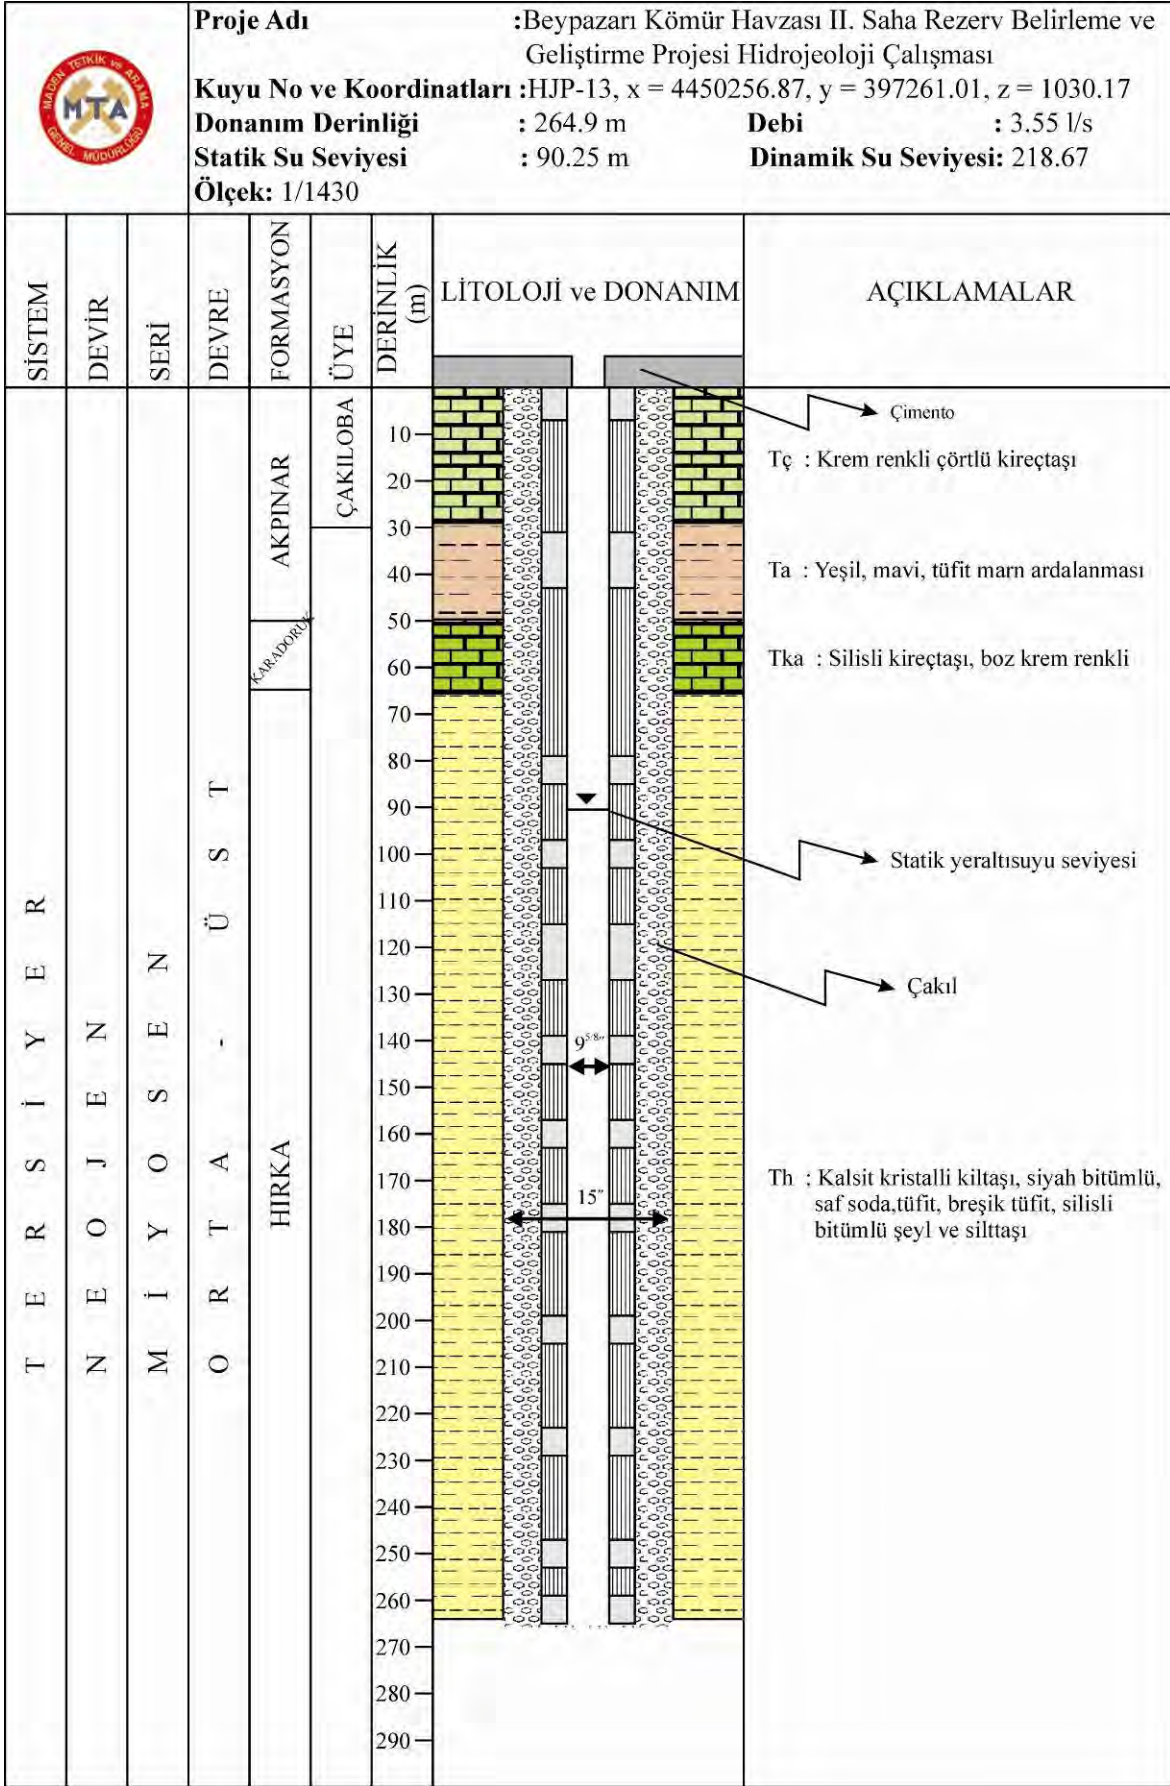 MADEN TETKİK ve ARAMA
MTA
GENEL MÜDÜRLÜĞÜ
Proje Adı :Beypazarı Kömür Havzası II. Saha Rezerv Belirleme ve
Geliştirme Projesi Hidrojeoloji Çalışması
Kuyu No ve Koordinatları :HJP-13, x = 4450256.87, y = 397261.01, z = 1030.17
Donanım Derinliği : 264.9 m Debi : 3.55 l/s
Statik Su Seviyesi : 90.25 m Dinamik Su Seviyesi: 218.67
Ölçek: 1/1430
SİSTEM
DEVİR
SERİ
DEVRE
FORMASYON
ÜYE
DERİNLİK
(m)
LİTOLOJİ ve DONANIM
AÇIKLAMALAR
TERSİYER
NEOJEN
MİYOSEN
ORTA - ÜST
AKPINAR
KARADORUK
HIRKA
ÇAKILOBA
10
20
30
40
50
60
70
80
90
100
110
120
130
140
150
160
170
180
190
200
210
220
230
240
250
260
270
280
290
9 5/8"
15"
Çimento
Tç : Krem renkli çörtlü kireçtaşı
Ta : Yeşil, mavi, tüfit marn ardalanması
Tka : Silisli kireçtaşı, boz krem renkli
Statik yeraltısuyu seviyesi
Çakıl
Th : Kalsit kristalli kiltaşı, siyah bitümlü,
saf soda,tüfit, breşik tüfit, silisli
bitümlü şeyl ve silttaşı